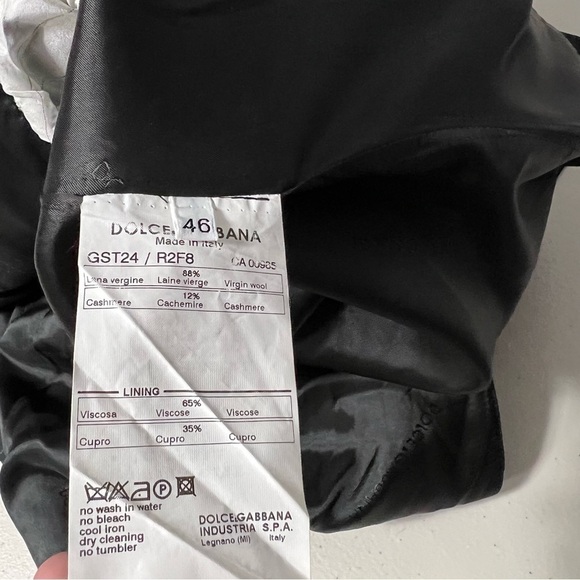 46
DOLCE GABBANA
Made in Italy
GST24 / R2F8 CA 00985
88%
Lana vergine Laine vierge Virgin wool
12%
Cashmere Cachemire Cashmere
LINING
65%
Viscosa Viscose Viscose
35%
Cupro Cupro Cupro
P
no wash in water
no bleach
cool iron
dry cleaning
no tumbler
DOLCE&GABBANA
INDUSTRIA S.P.A.
Legnano (MI) Italy